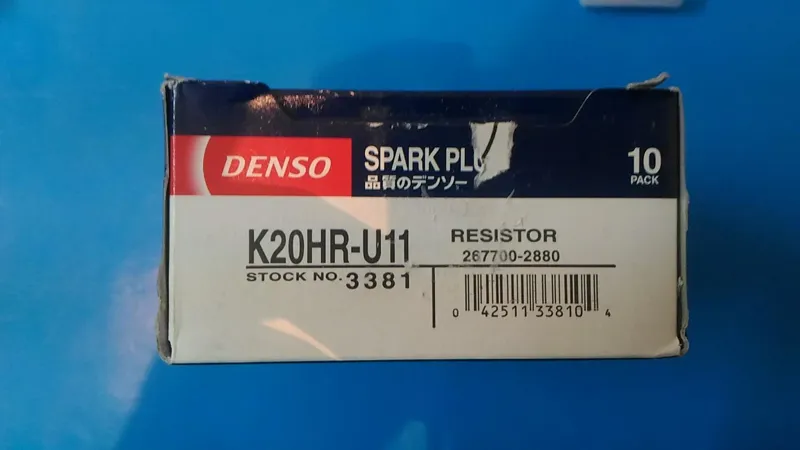 DENSO
SPARK PLU
品質のデンソー
10
PACK
K20HR-U11
STOCK NO. 3381
RESISTOR
267700-2880
0 42511 33810 4